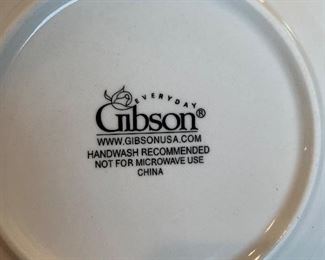 EVERYDAY
Gibson®
WWW.GIBSONUSA.COM
HANDWASH RECOMMENDED
NOT FOR MICROWAVE USE
CHINA